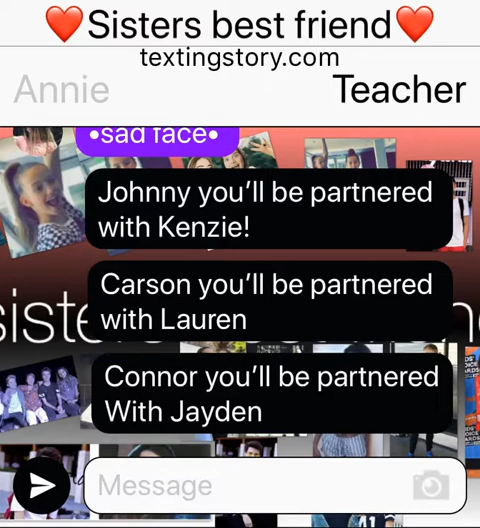 ❤️Sisters best friend❤️
textingstory.com
Annie Teacher
•sad face•
Johnny you’ll be partnered
with Kenzie!
Carson you’ll be partnered
with Lauren
Connor you’ll be partnered
With Jayden
Message